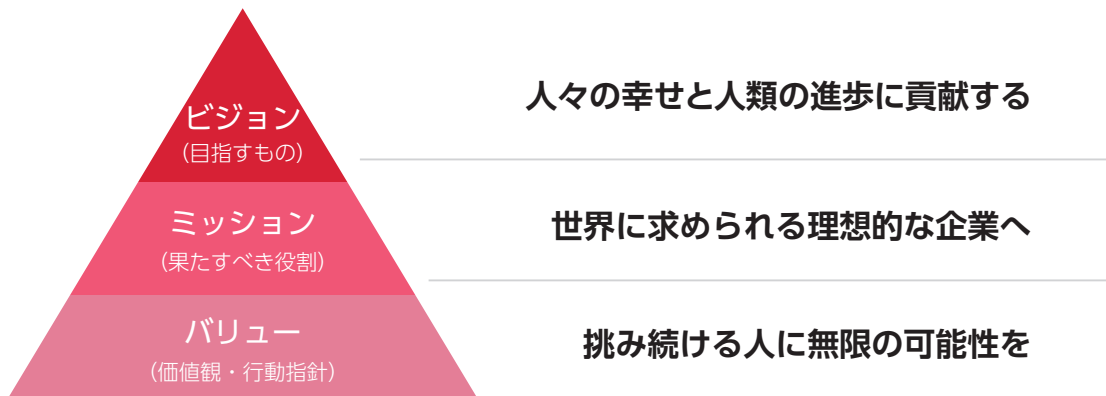 ビジョン
(目指すもの)
人々の幸せと人類の進歩に貢献する
ミッション
(果たすべき役割)
世界に求められる理想的な企業へ
バリュー
(価値観・行動指針)
挑み続ける人に無限の可能性を